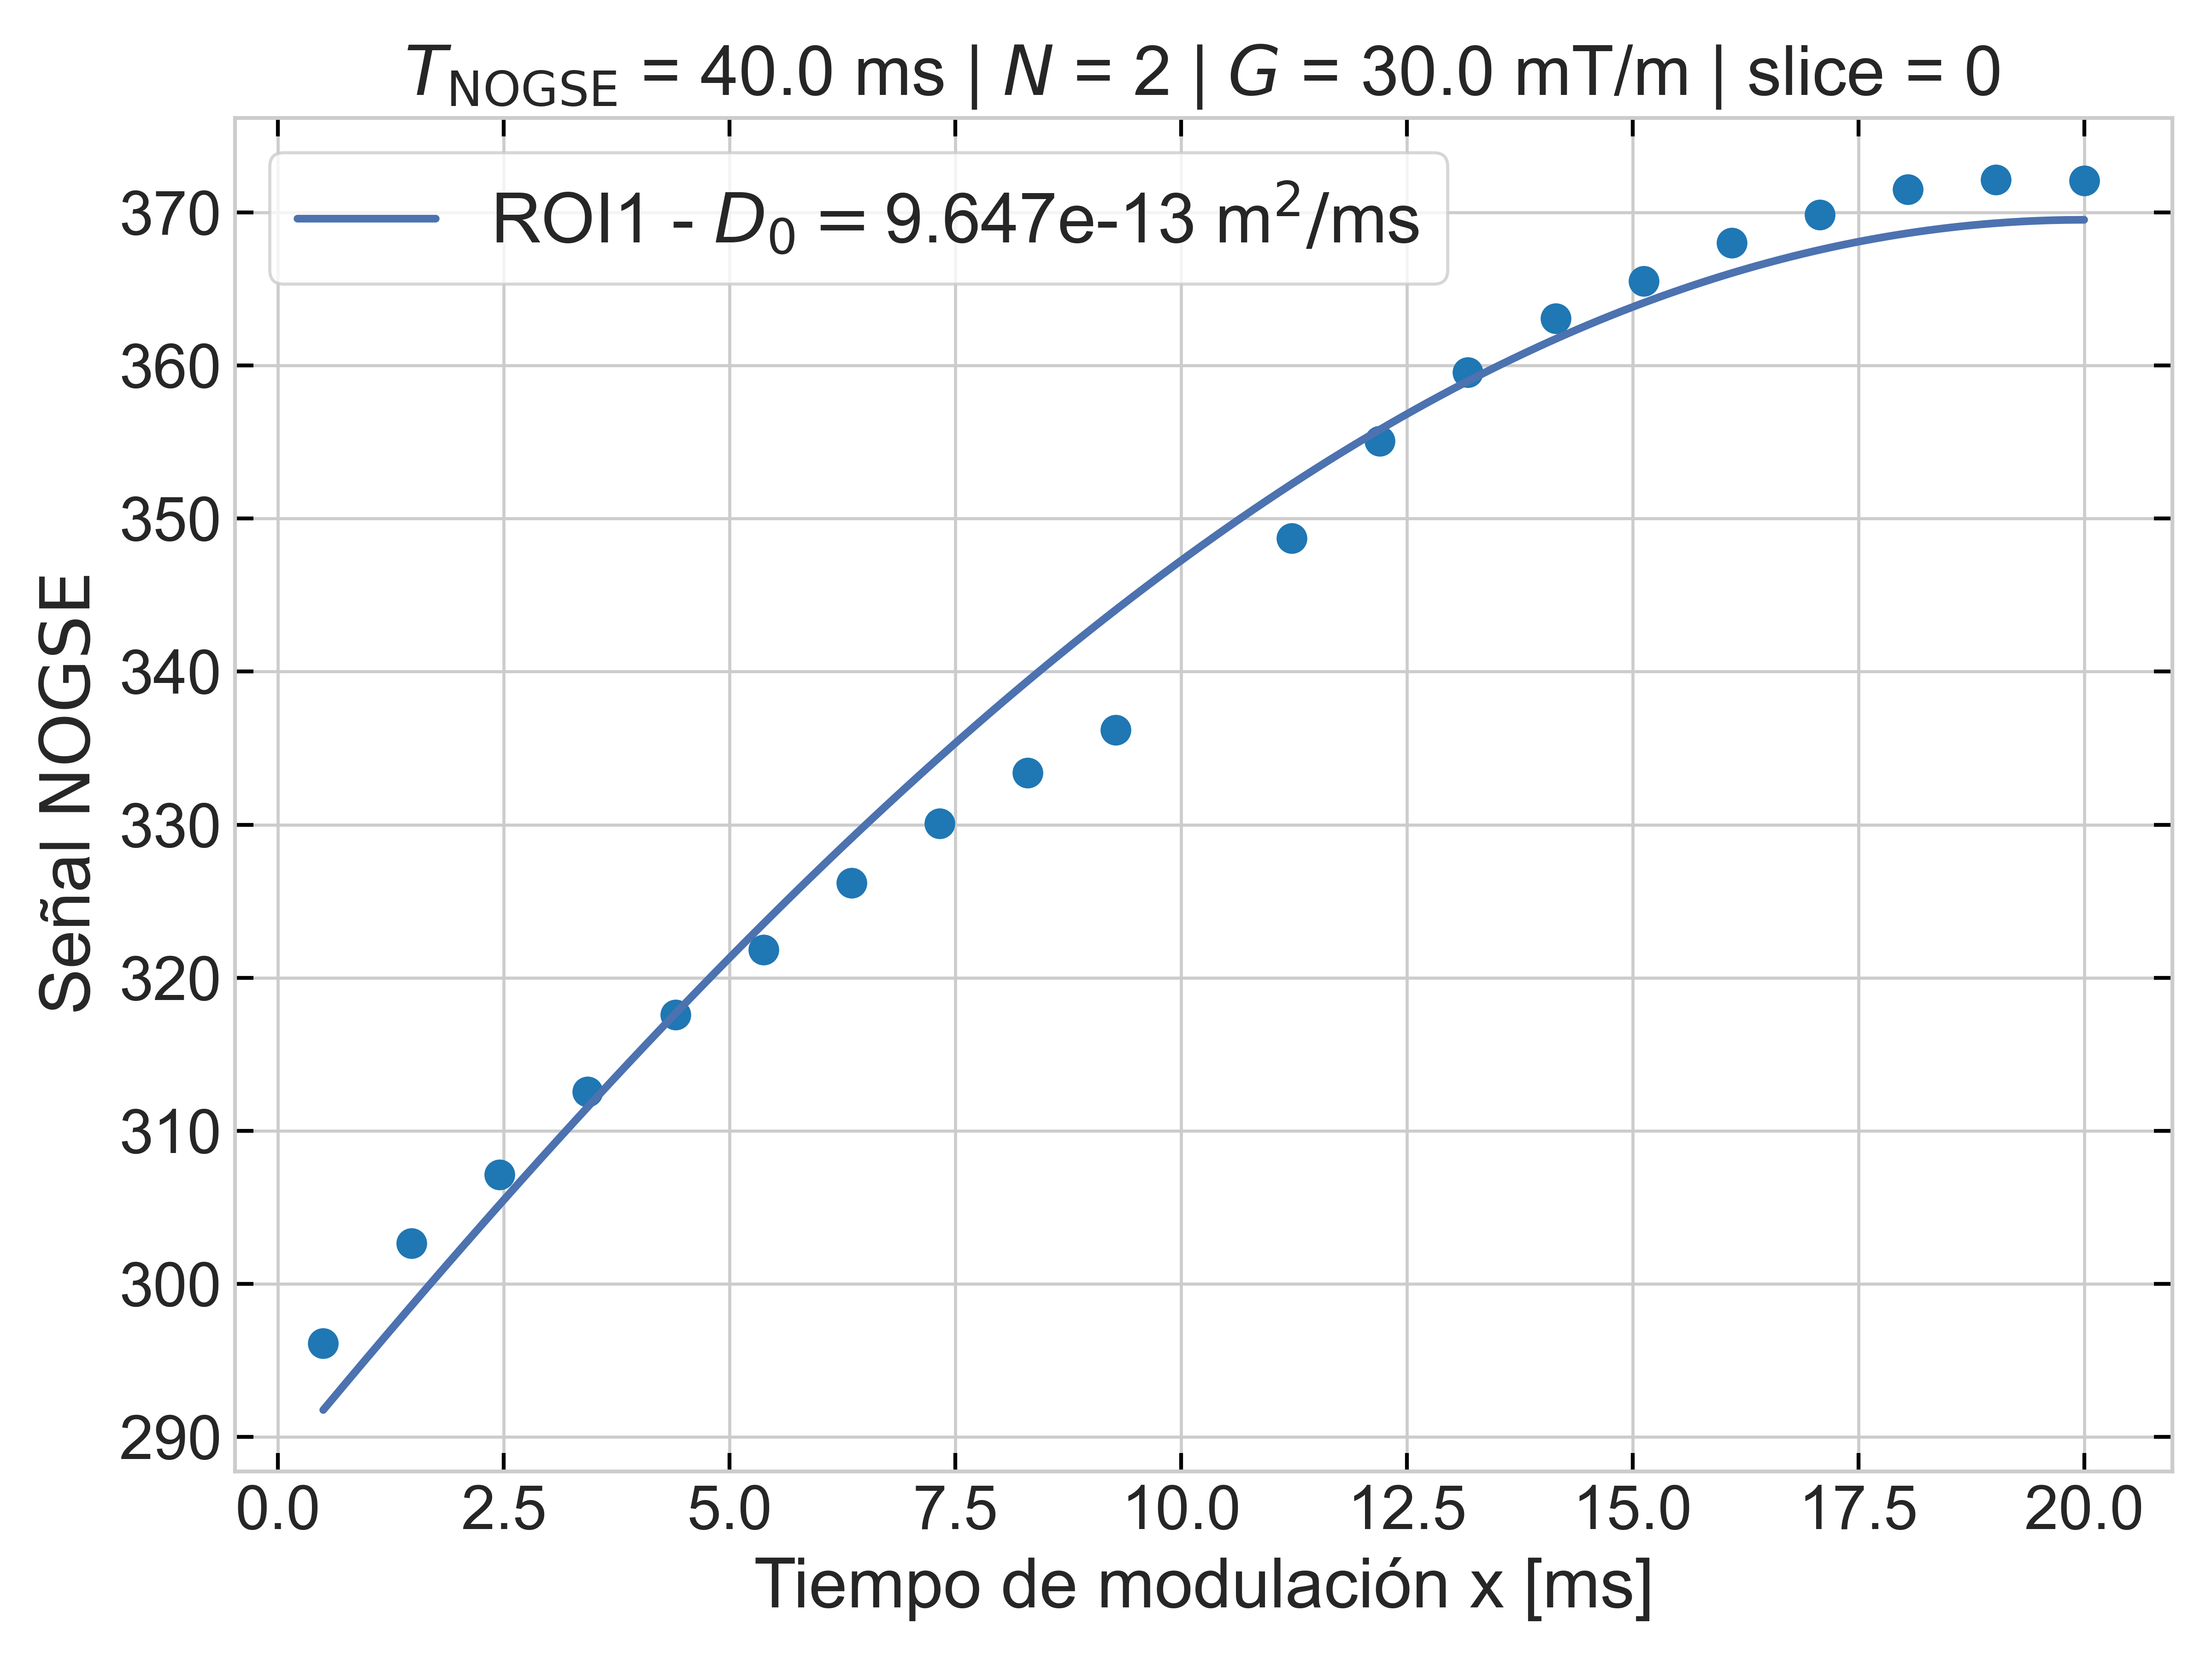 T_NOGSE = 40.0 ms | N = 2 | G = 30.0 mT/m | slice = 0
ROI1 - D₀ = 9.647e-13 m²/ms
370
360
350
340
330
320
310
300
290
Señal NOGSE
0.0 2.5 5.0 7.5 10.0 12.5 15.0 17.5 20.0
Tiempo de modulación x [ms]